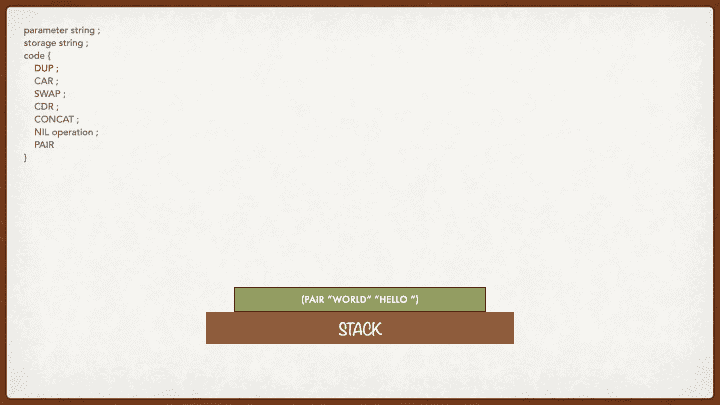 parameter string ;
storage string ;
code {
DUP ;
CAR ;
SWAP ;
CDR ;
CONCAT ;
NIL operation ;
PAIR
}
(PAIR “WORLD” “HELLO “)
STACK